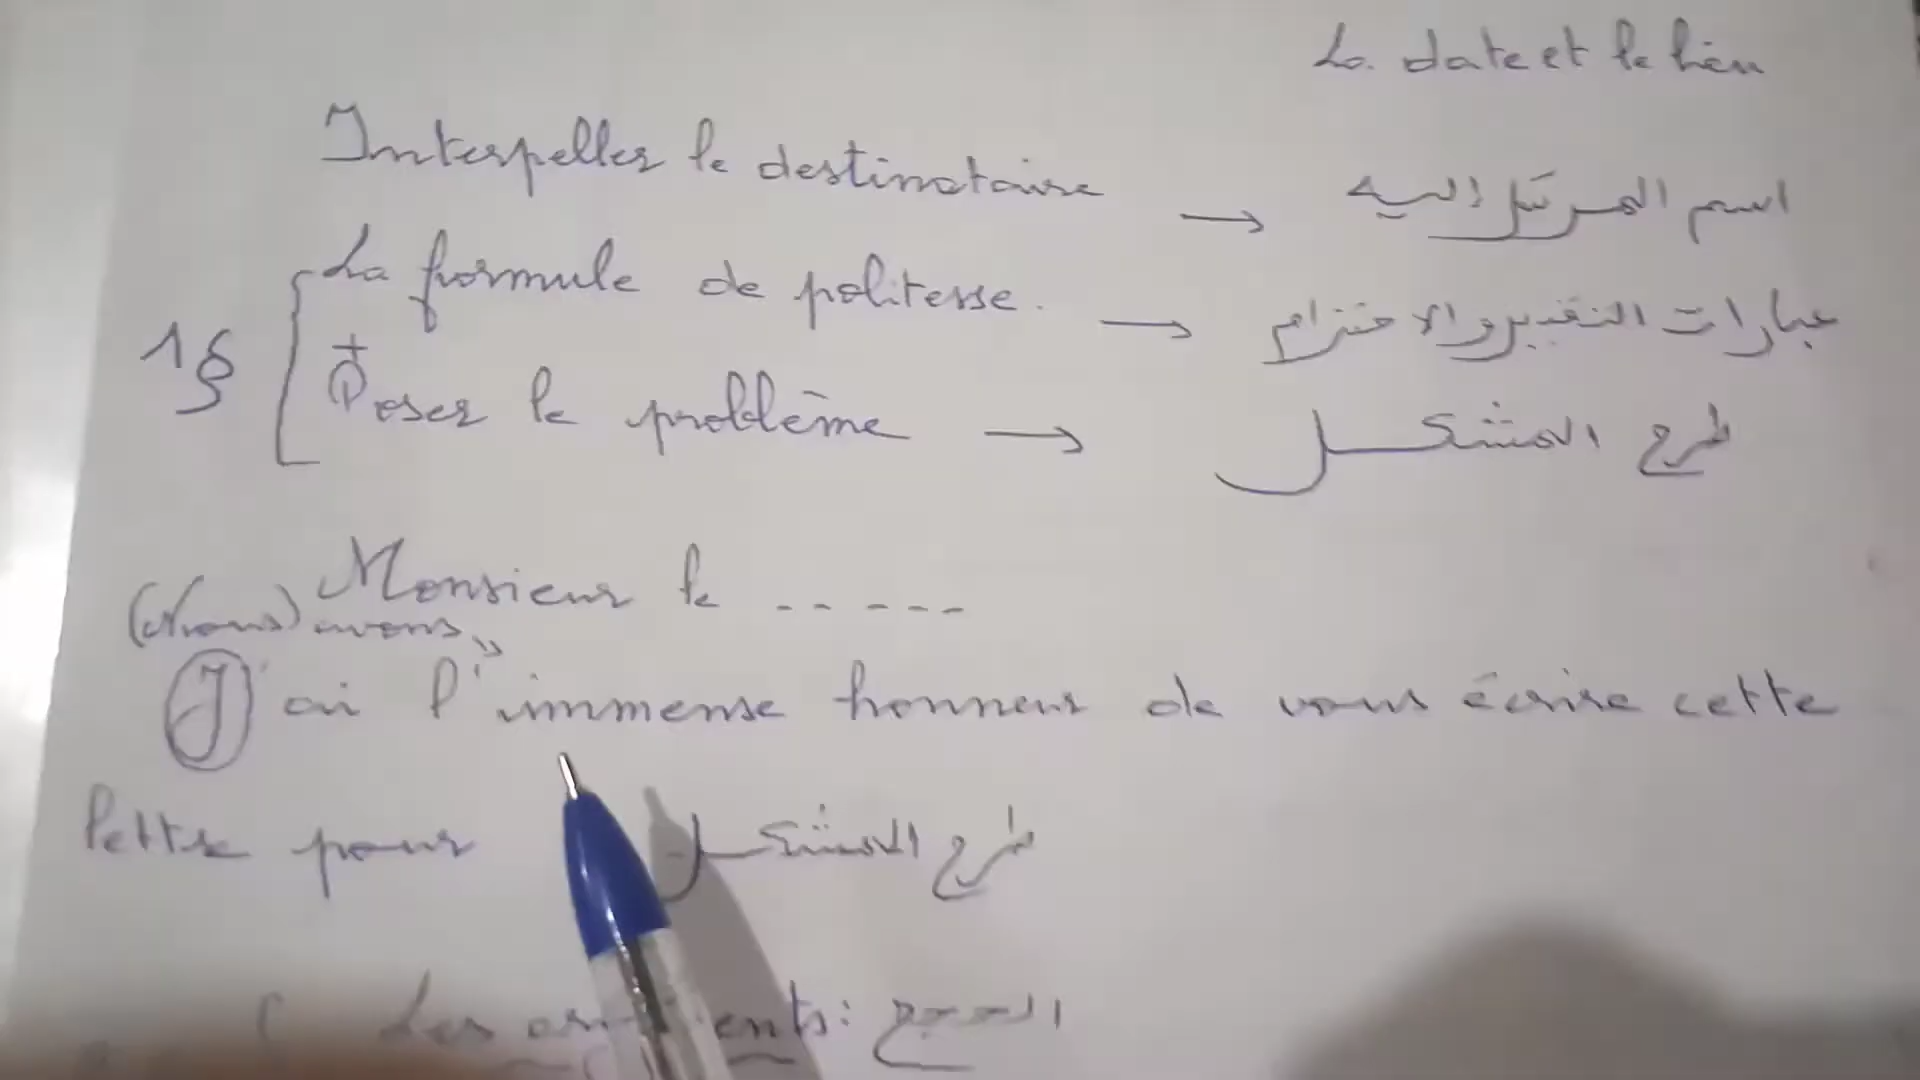 La date et le lieu
Interpeller le destinataire → اسم المرسل إليه
La formule de politesse. → عبارات التقدير والاحترام
+
1§ Poser le problème → طرح المشكل
Monsieur le - - - - -
(Nous) avons
J'ai l'immense honneur de vous écrire cette
lettre pour طرح المشكل
Les ents: الحجج